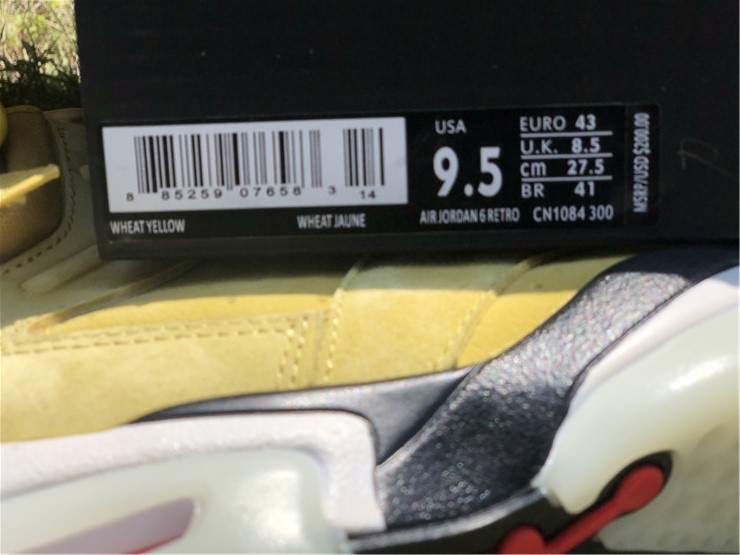 8 85259 07658 3 14
WHEAT YELLOW WHEAT JAUNE
USA
9.5
AIR JORDAN 6 RETRO CN1084 300
EURO 43
U.K. 8.5
cm 27.5
BR 41
MSRP/USD $200.00